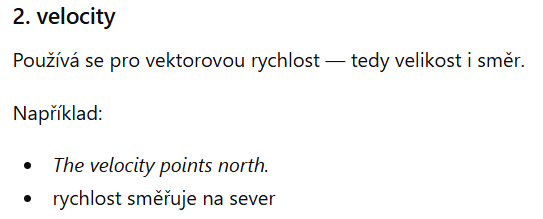 2. velocity
Používá se pro vektorovou rychlost — tedy velikost i směr.
Například:
• The velocity points north.
• rychlost směřuje na sever